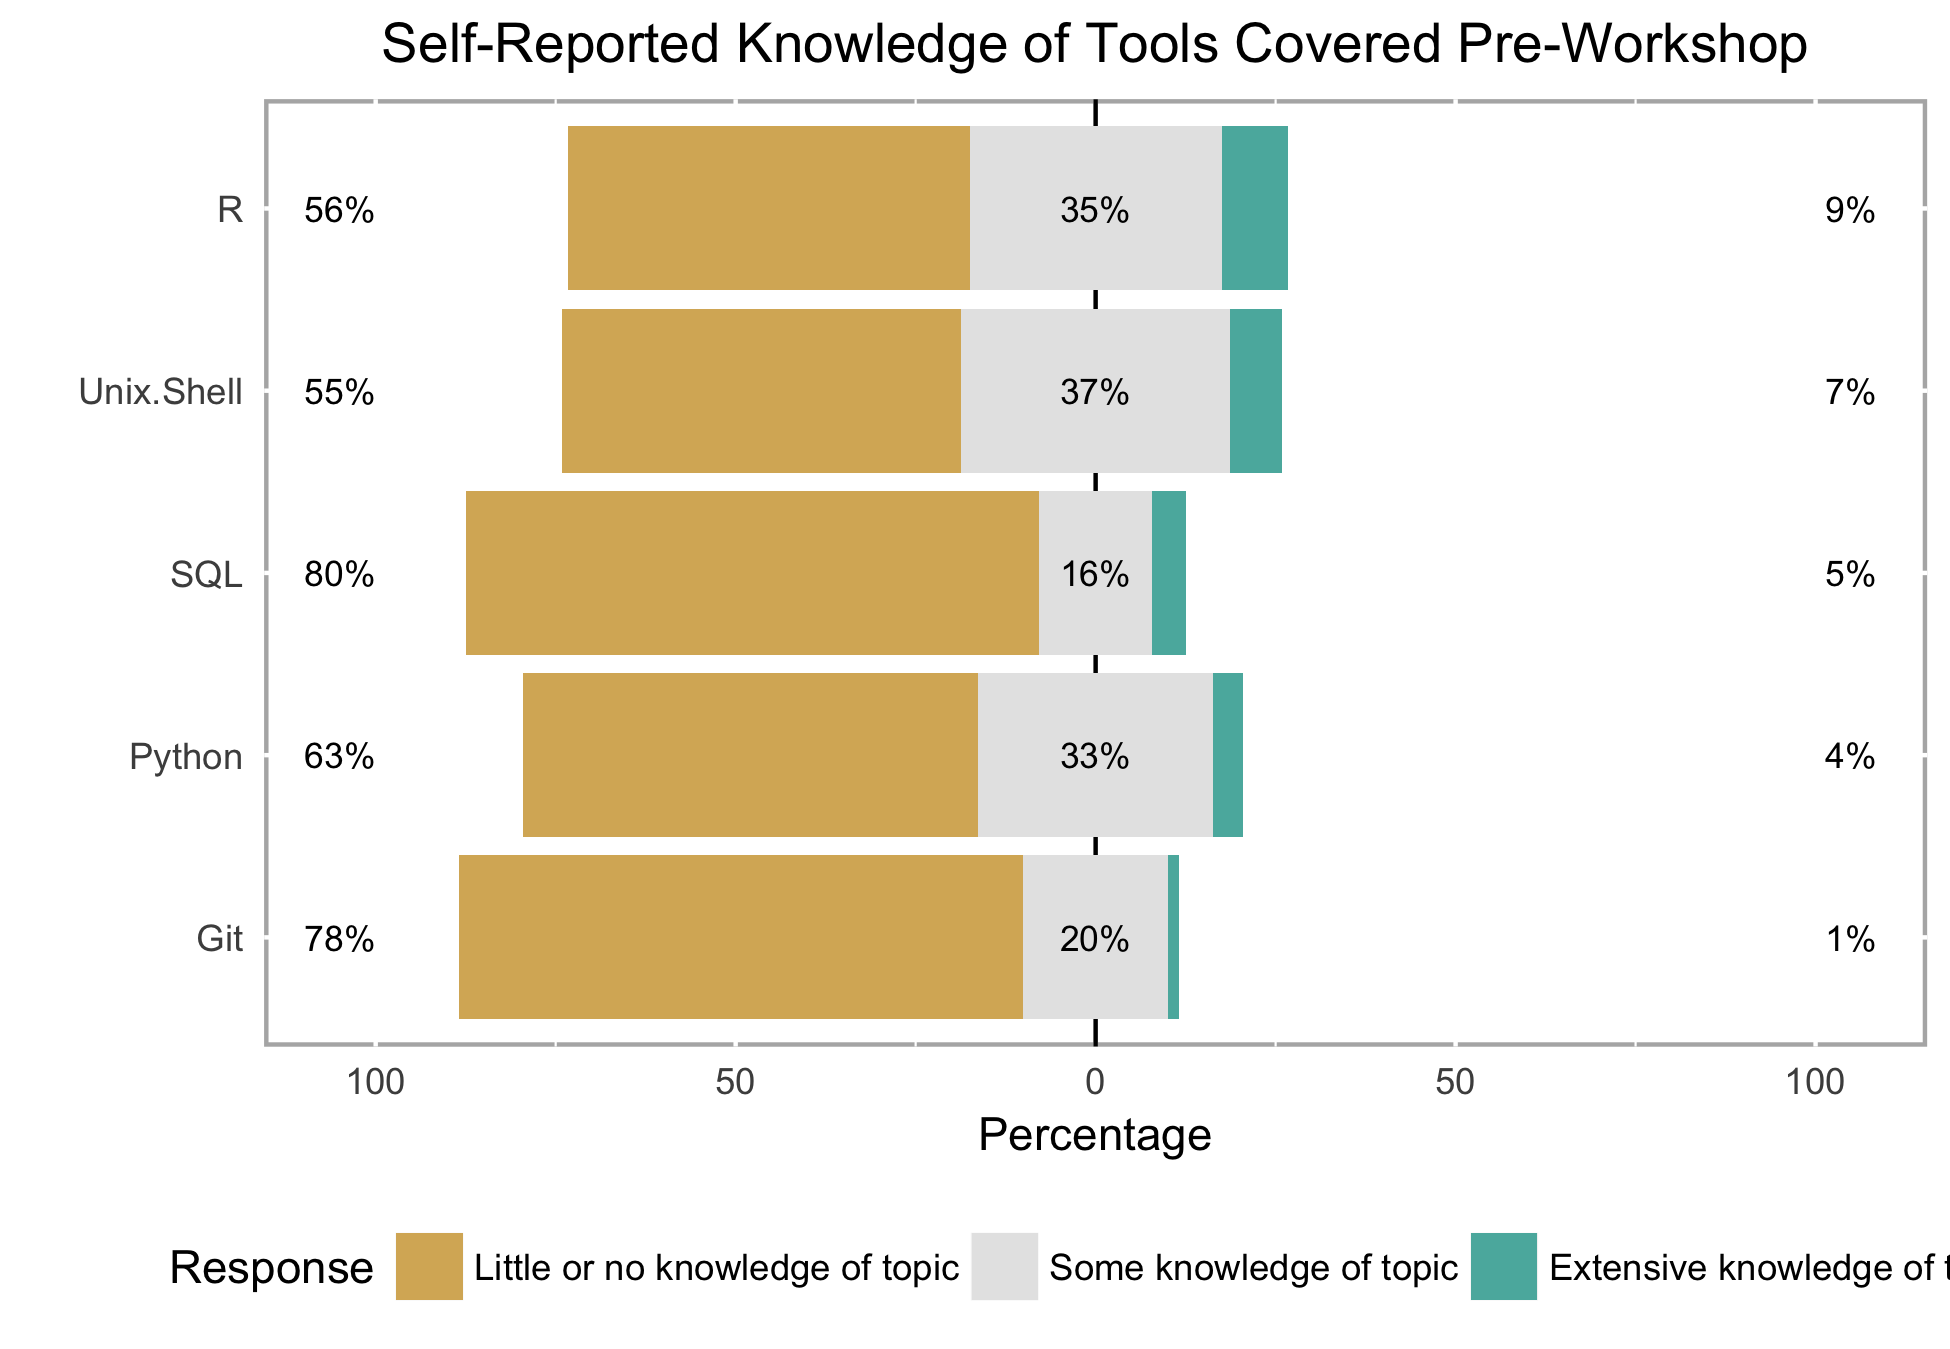 Self-Reported Knowledge of Tools Covered Pre-Workshop
R 56% 35% 9%
Unix.Shell 55% 37% 7%
SQL 80% 16% 5%
Python 63% 33% 4%
Git 78% 20% 1%
100 50 0 50 100
Percentage
Response Little or no knowledge of topic Some knowledge of topic Extensive knowledge of